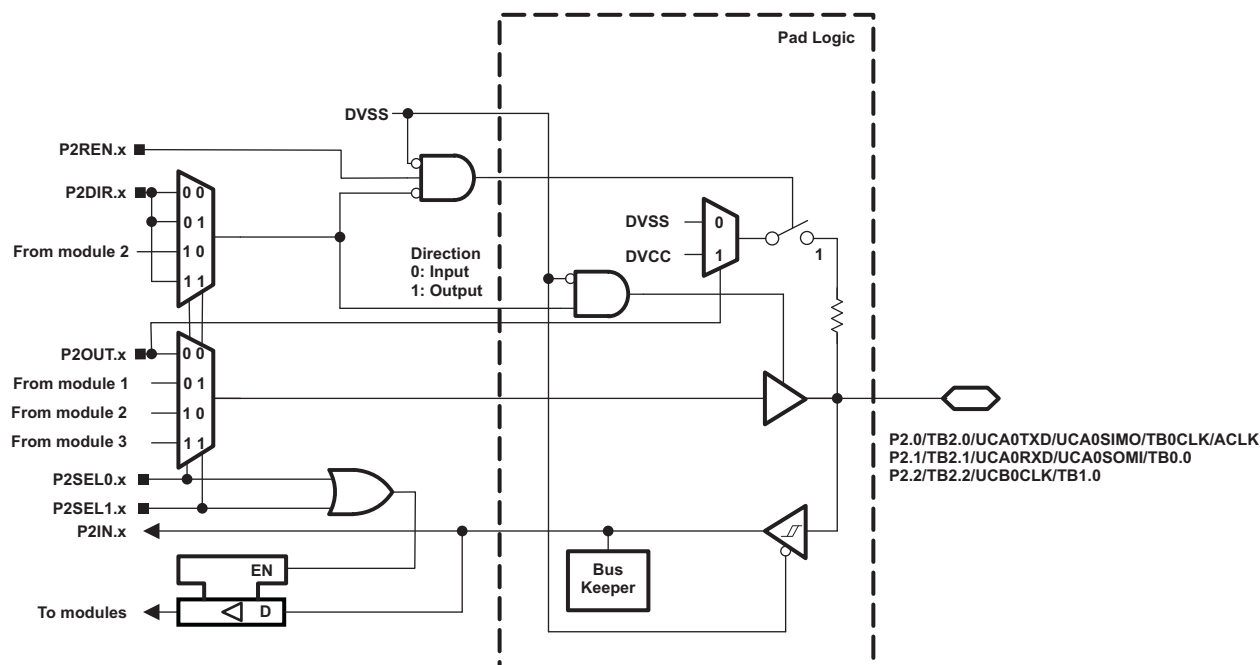 Pad Logic
DVSS
P2REN.x
P2DIR.x
0 0
0 1
From module 2
1 0
1 1
Direction
0: Input
1: Output
DVSS
0
DVCC
1
1
P2OUT.x
0 0
From module 1
0 1
From module 2
1 0
From module 3
1 1
P2.0/TB2.0/UCA0TXD/UCA0SIMO/TB0CLK/ACLK
P2.1/TB2.1/UCA0RXD/UCA0SOMI/TB0.0
P2.2/TB2.2/UCB0CLK/TB1.0
P2SEL0.x
P2SEL1.x
P2IN.x
EN
Bus
Keeper
To modules
D